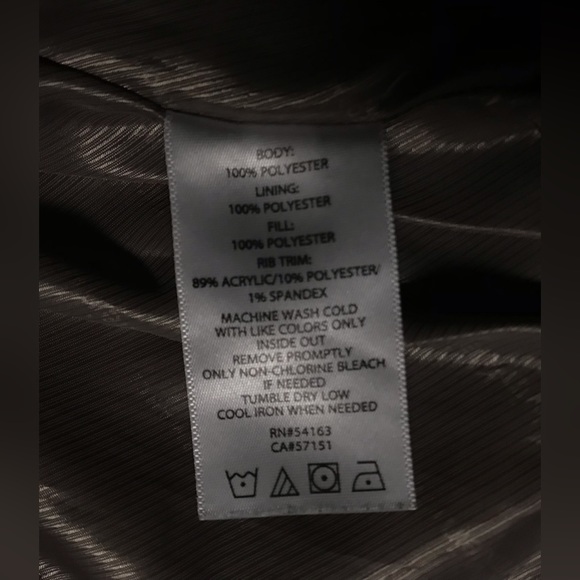 BODY:
100% POLYESTER
LINING:
100% POLYESTER
FILL:
100% POLYESTER
RIB TRIM:
89% ACRYLIC/10% POLYESTER/
1% SPANDEX
MACHINE WASH COLD
WITH LIKE COLORS ONLY
INSIDE OUT
REMOVE PROMPTLY
ONLY NON-CHLORINE BLEACH
IF NEEDED
TUMBLE DRY LOW
COOL IRON WHEN NEEDED
RN#54163
CA#57151